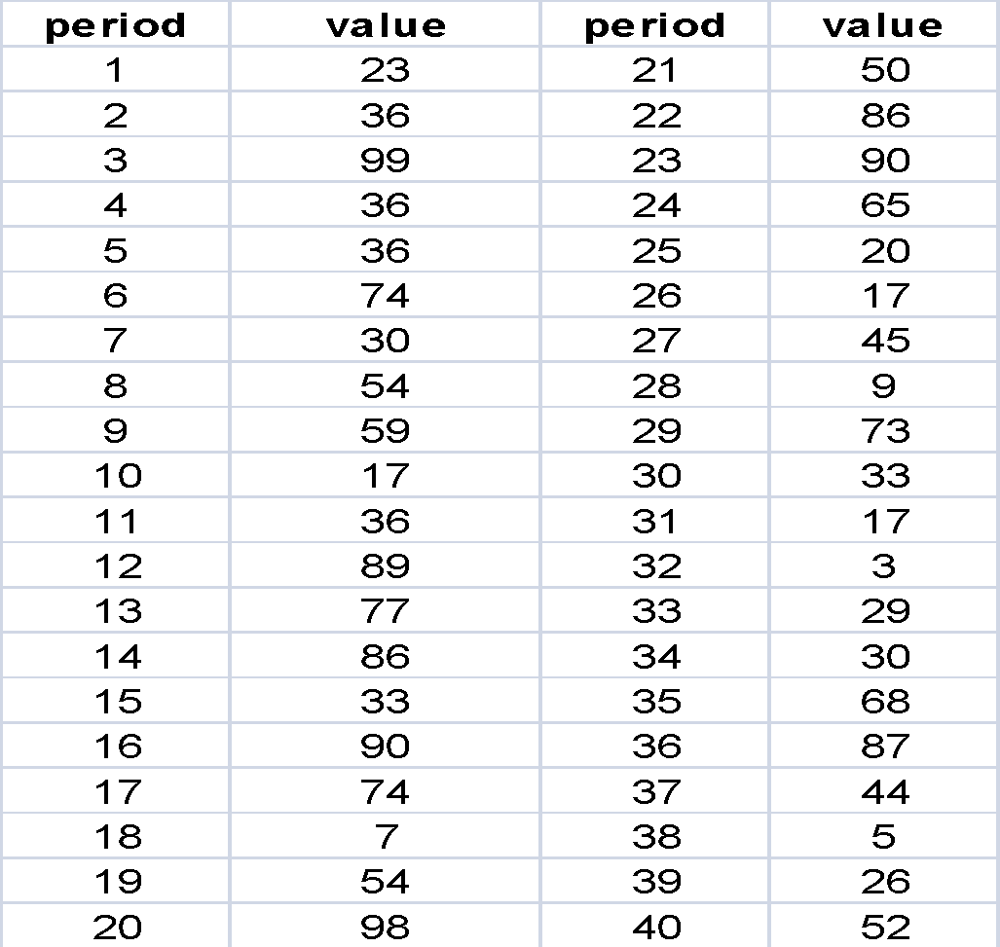 period value period value
1 23 21 50
2 36 22 86
3 99 23 90
4 36 24 65
5 36 25 20
6 74 26 17
7 30 27 45
8 54 28 9
9 59 29 73
10 17 30 33
11 36 31 17
12 89 32 3
13 77 33 29
14 86 34 30
15 33 35 68
16 90 36 87
17 74 37 44
18 7 38 5
19 54 39 26
20 98 40 52